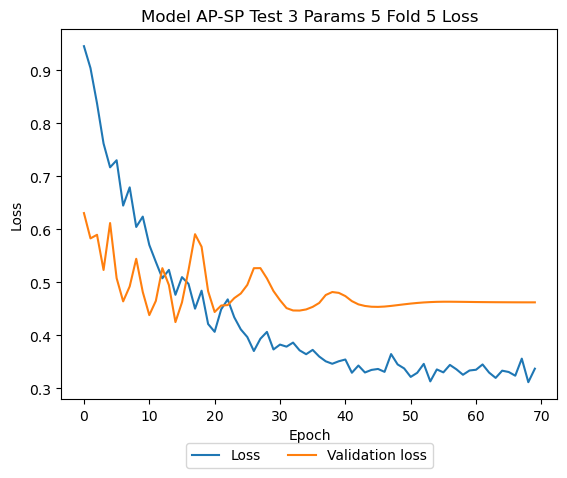 Model AP-SP Test 3 Params 5 Fold 5 Loss
Loss
0.9
0.8
0.7
0.6
0.5
0.4
0.3
0 10 20 30 40 50 60 70
Epoch
Loss Validation loss